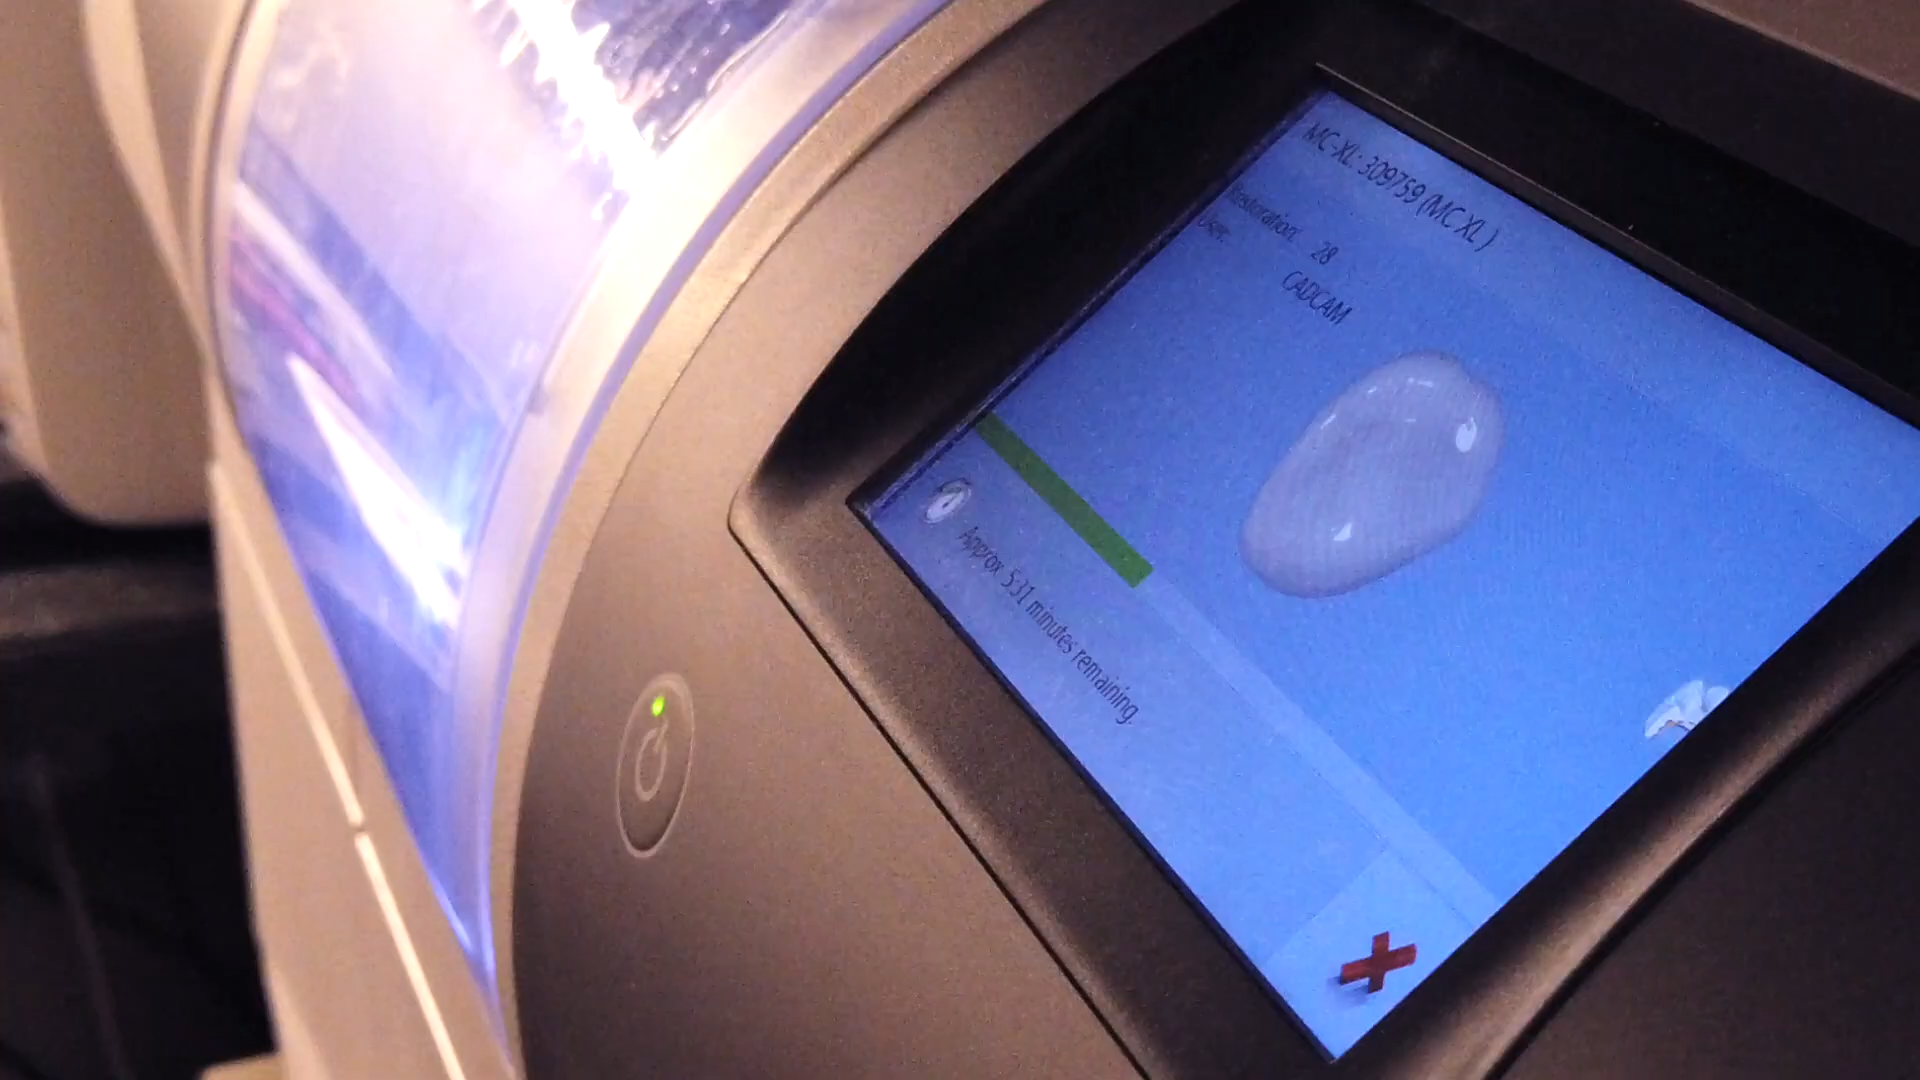 MC-XL: 309759 (MC XL )
Restoration: 28
User: CADCAM
Approx 5:31 minutes remaining.